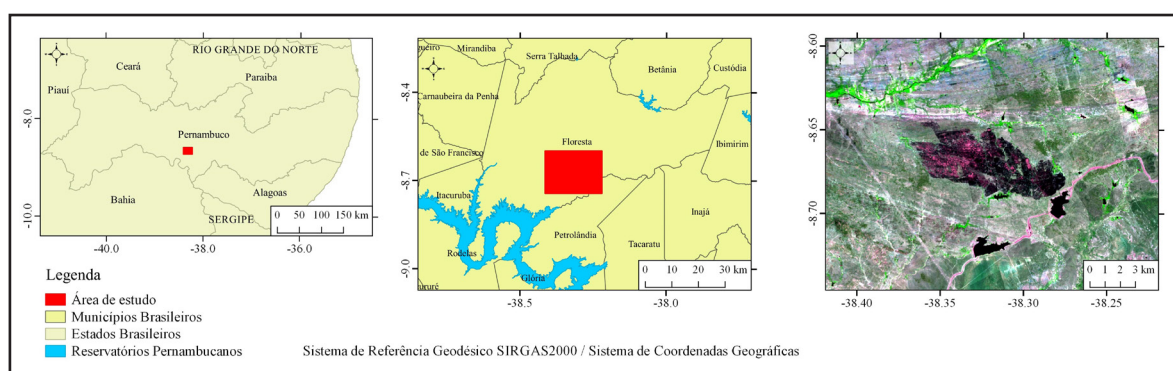 RIO GRANDE DO NORTE
Ceará
Paraiba
Piauí
Pernambuco
Bahia
Alagoas
SERGIPE
0 50 100 150 km
-8.0
-10.0
-40.0 -38.0 -36.0
Mirandiba
Serra Talhada
Betânia
Custódia
Carnaubeira da Penha
Floresta
de São Francisco
Ibimirim
Itacuruba
Inajá
Petrolândia
Rodelas
Tacaratu
Glória
0 10 20 30 km
-8.4
-8.7
-9.0
-38.5 -38.0
-8.60
-8.65
-8.70
0 1 2 3 km
-38.40 -38.35 -38.30 -38.25
Legenda
Área de estudo
Municípios Brasileiros
Estados Brasileiros
Reservatórios Pernambucanos
Sistema de Referência Geodésico SIRGAS2000 / Sistema de Coordenadas Geográficas